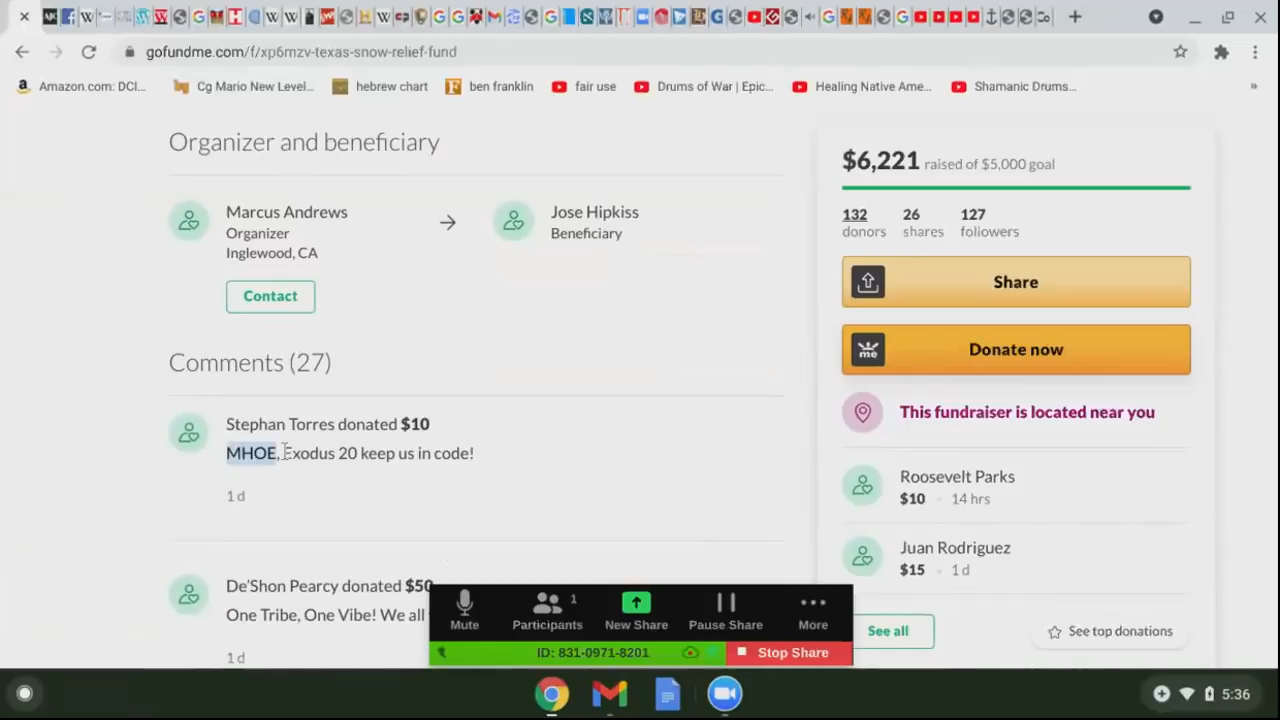 gofundme.com/f/xp6mzv-texas-snow-relief-fund
Amazon.com: DCI...
Cg Mario New Level...
hebrew chart
ben franklin
fair use
Drums of War | Epic...
Healing Native Ame...
Shamanic Drums...
»
Organizer and beneficiary
Marcus Andrews
Organizer
Inglewood, CA
Contact
Jose Hipkiss
Beneficiary
Comments (27)
Stephan Torres donated $10
MHOE, Exodus 20 keep us in code!
1 d
De'Shon Pearcy donated $50
One Tribe, One Vibe! We all
1 d
$6,221 raised of $5,000 goal
132 donors
26 shares
127 followers
Share
me Donate now
This fundraiser is located near you
Roosevelt Parks
$10 • 14 hrs
Juan Rodriguez
$15 • 1 d
See all
See top donations
Mute
Participants 1
New Share
Pause Share
More
ID: 831-0971-8201
Stop Share
5:36